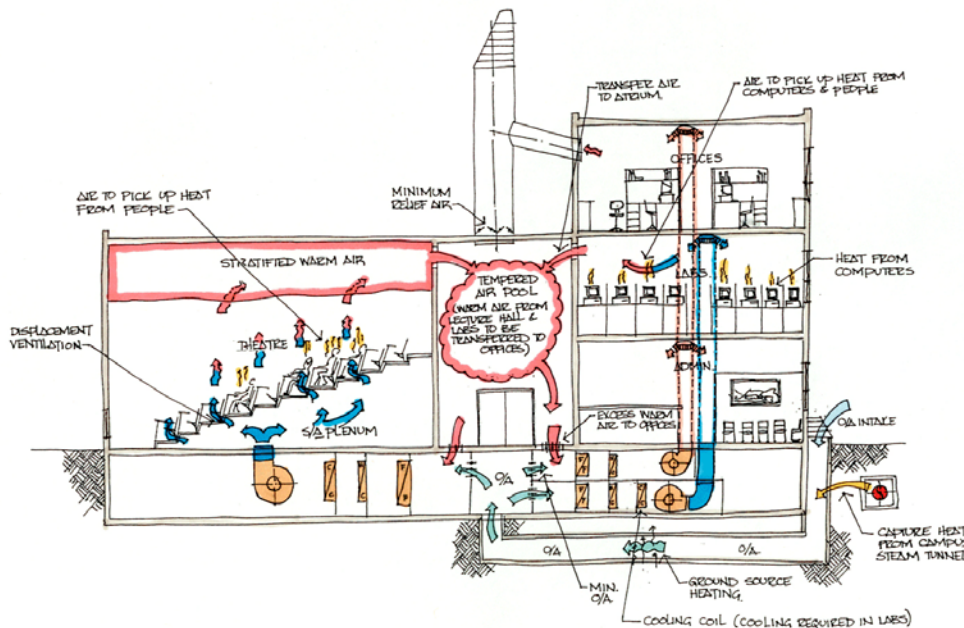 TRANSFER AIR
TO ATRIUM.
AIR TO PICK UP HEAT FROM
COMPUTERS & PEOPLE
OFFICES
AIR TO PICK UP HEAT
FROM PEOPLE
MINIMUM
RELIEF AIR
STRATIFIED WARM AIR
TEMPERED
AIR POOL
(WARM AIR FROM
LECTURE HALL &
LABS TO BE
TRANSFERRED TO
OFFICES)
LABS.
HEAT FROM
COMPUTERS
DISPLACEMENT
VENTILATION
THEATRE
ADMIN.
S/A PLENUM
EXCESS WARM
AIR TO OFFICES
O/A INTAKE
O/A
CAPTURE HEAT
FROM CAMPUS
STEAM TUNNEL
O/A
O/A
MIN.
O/A
GROUND SOURCE
HEATING.
COOLING COIL (COOLING REQUIRED IN LABS)